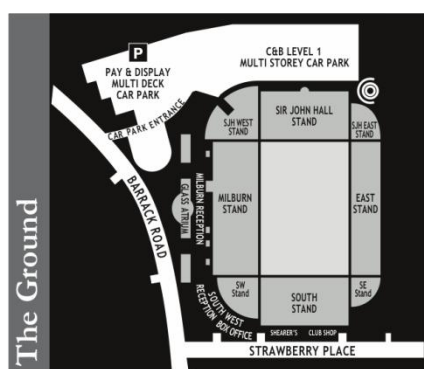 The Ground
P
PAY & DISPLAY
MULTI DECK
CAR PARK
C&B LEVEL 1
MULTI STOREY CAR PARK
CAR PARK ENTRANCE
SJH WEST
STAND
SIR JOHN HALL
STAND
SJH EAST
STAND
BARRACK ROAD
GLASS ATRIUM
MILBURN RECEPTION
MILBURN
STAND
EAST
STAND
SW
Stand
SOUTH
STAND
SE
Stand
SOUTH WEST
RECEPTION
BOX OFFICE
SHEARER'S
CLUB SHOP
STRAWBERRY PLACE